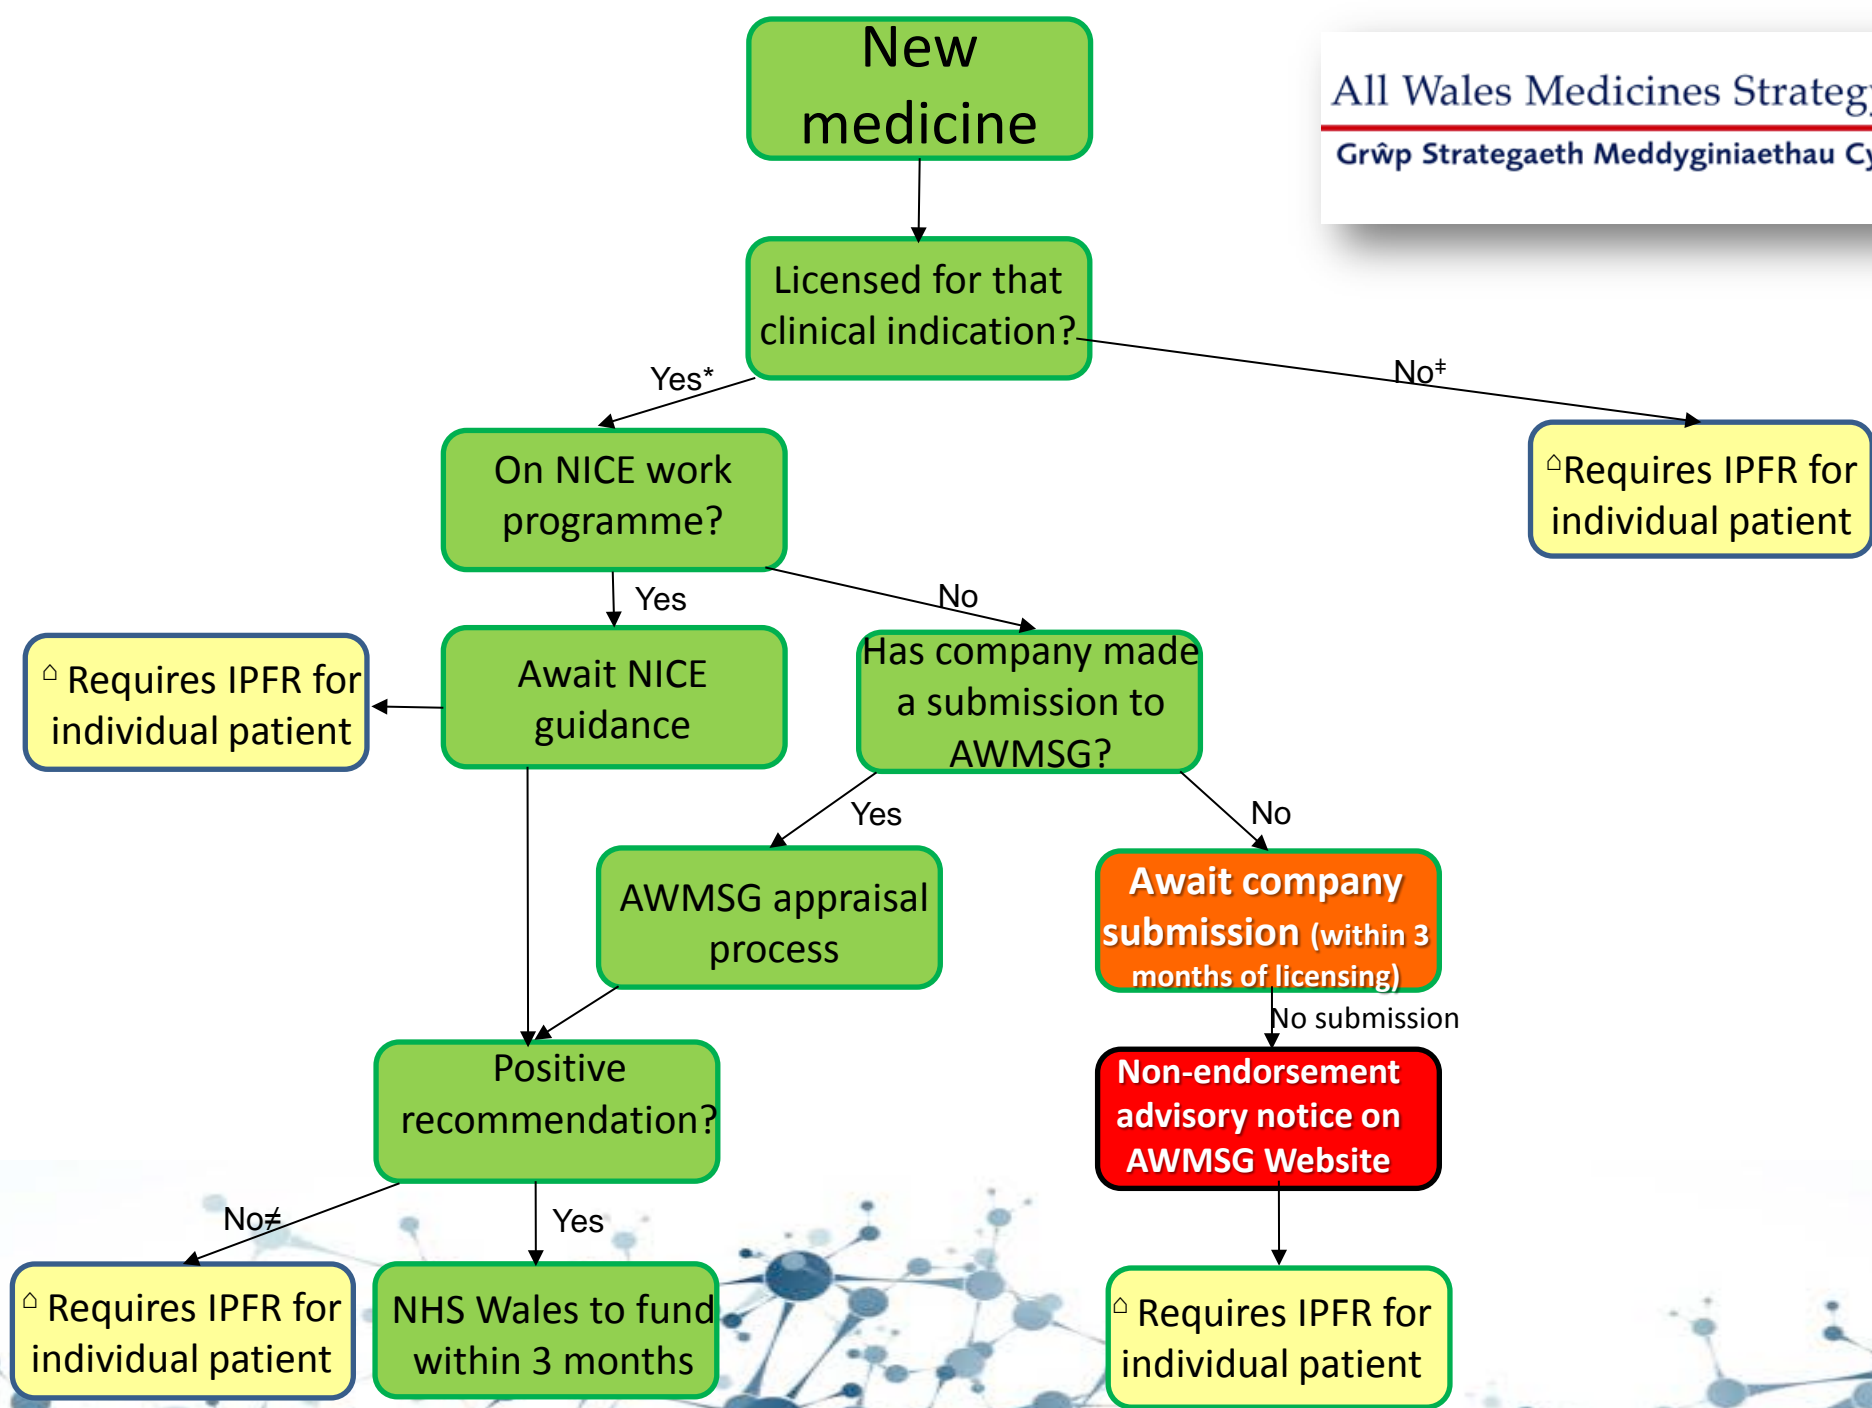 New
medicine
All Wales Medicines Strategy
Grŵp Strategaeth Meddyginiaethau
Licensed for that
clinical indication?
Yes*
No‡
On NICE work
programme?
⌂Requires IPFR for
individual patient
Yes
No
⌂ Requires IPFR for
individual patient
Await NICE
guidance
Has company made
a submission to
AWMSG?
Yes
No
AWMSG appraisal
process
Await company
submission (within 3
months of licensing)
No submission
Positive
recommendation?
Non-endorsement
advisory notice on
AWMSG Website
No≠
Yes
⌂ Requires IPFR for
individual patient
NHS Wales to fund
within 3 months
⌂ Requires IPFR for
individual patient